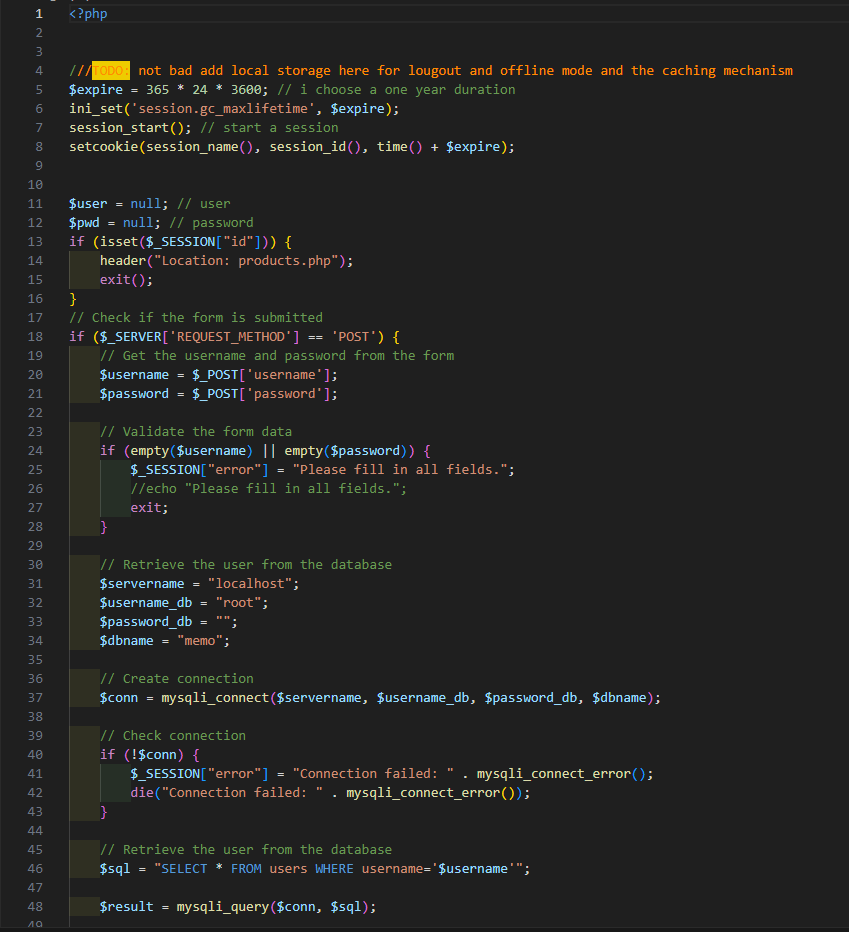 1 <?php
2
3
4 ///TODO: not bad add local storage here for lougout and offline mode and the caching mechanism
5 $expire = 365 * 24 * 3600; // i choose a one year duration
6 ini_set('session.gc_maxlifetime', $expire);
7 session_start(); // start a session
8 setcookie(session_name(), session_id(), time() + $expire);
9
10
11 $user = null; // user
12 $pwd = null; // password
13 if (isset($_SESSION["id"])) {
14     header("Location: products.php");
15     exit();
16 }
17 // Check if the form is submitted
18 if ($_SERVER['REQUEST_METHOD'] == 'POST') {
19     // Get the username and password from the form
20     $username = $_POST['username'];
21     $password = $_POST['password'];
22
23     // Validate the form data
24     if (empty($username) || empty($password)) {
25         $_SESSION["error"] = "Please fill in all fields.";
26         //echo "Please fill in all fields.";
27         exit;
28     }
29
30     // Retrieve the user from the database
31     $servername = "localhost";
32     $username_db = "root";
33     $password_db = "";
34     $dbname = "memo";
35
36     // Create connection
37     $conn = mysqli_connect($servername, $username_db, $password_db, $dbname);
38
39     // Check connection
40     if (!$conn) {
41         $_SESSION["error"] = "Connection failed: " . mysqli_connect_error();
42         die("Connection failed: " . mysqli_connect_error());
43     }
44
45     // Retrieve the user from the database
46     $sql = "SELECT * FROM users WHERE username='$username'";
47
48     $result = mysqli_query($conn, $sql);
49